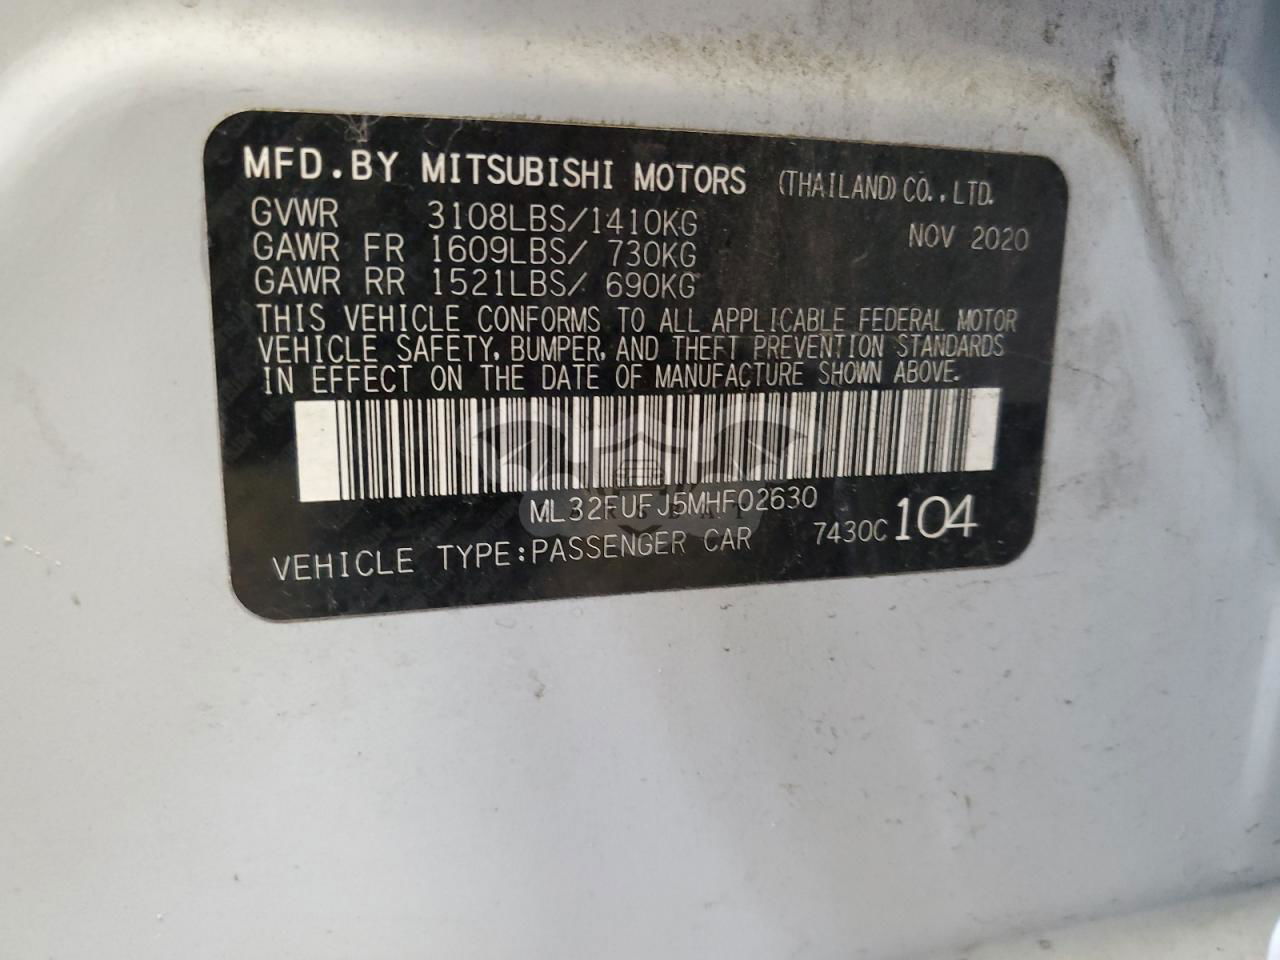 MFD.BY MITSUBISHI MOTORS (THAILAND) CO.,LTD.
GVWR 3108LBS/1410KG NOV 2020
GAWR FR 1609LBS/ 730KG
GAWR RR 1521LBS/ 690KG
THIS VEHICLE CONFORMS TO ALL APPLICABLE FEDERAL MOTOR
VEHICLE SAFETY, BUMPER, AND THEFT PREVENTION STANDARDS
IN EFFECT ON THE DATE OF MANUFACTURE SHOWN ABOVE.
ML32FUFJ5MHF02630
VEHICLE TYPE:PASSENGER CAR 7430C 104